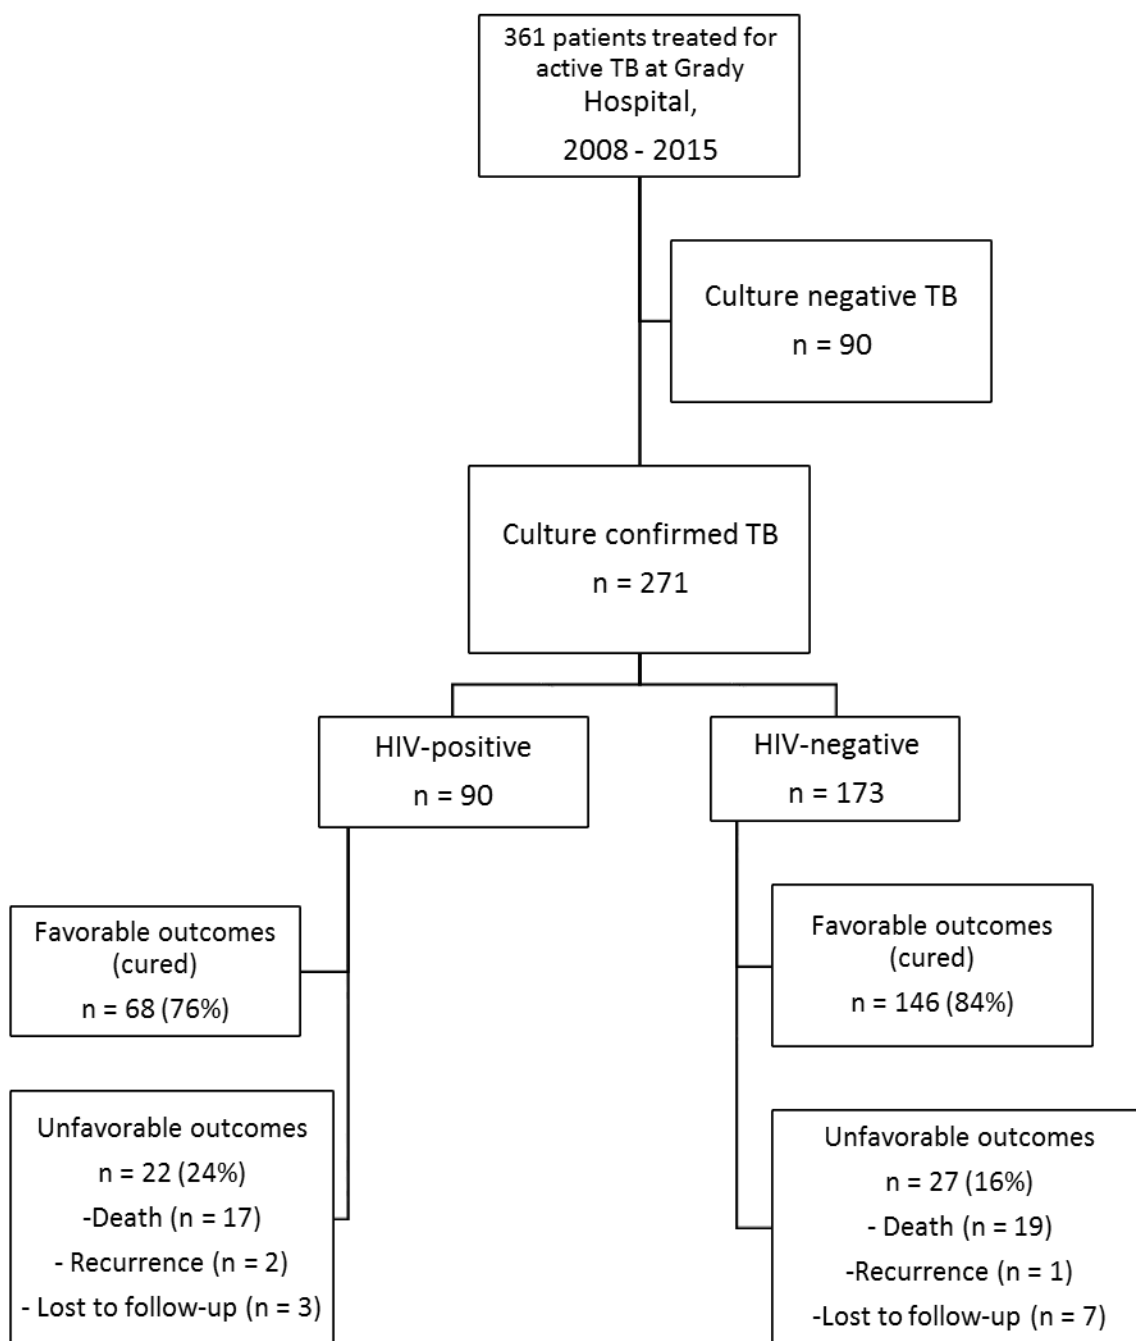 361 patients treated for
active TB at Grady
Hospital,
2008 - 2015
Culture negative TB
n = 90
Culture confirmed TB
n = 271
HIV-positive
n = 90
HIV-negative
n = 173
Favorable outcomes
(cured)
n = 68 (76%)
Favorable outcomes
(cured)
n = 146 (84%)
Unfavorable outcomes
n = 22 (24%)
-Death (n = 17)
- Recurrence (n = 2)
- Lost to follow-up (n = 3)
Unfavorable outcomes
n = 27 (16%)
- Death (n = 19)
-Recurrence (n = 1)
-Lost to follow-up (n = 7)